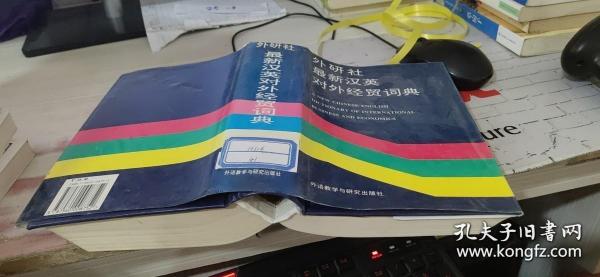 外研社
最新汉英
对外经贸词典
A NEW CHINESE-ENGLISH
DICTIONARY OF INTERNATIONAL
BUSINESS AND ECONOMICS
外语教学与研究出版社
外研社
最新汉英对外经贸词典
外语教学与研究出版社
孔夫子旧书网
www.kongfz.com